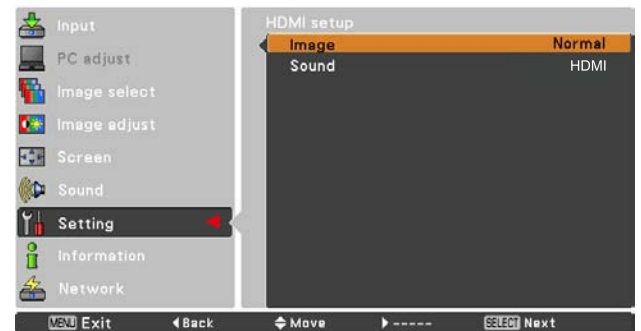 Input
PC adjust
Image select
Image adjust
Screen
Sound
Setting
Information
Network
HDMI setup
Image Normal
Sound HDMI
MENU Exit ◀Back Move ▶----- SELECT Next